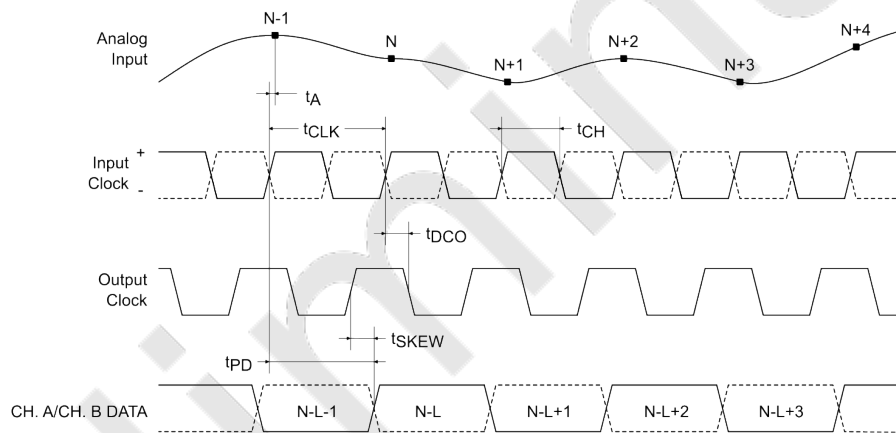 N-1
N
N+1
N+2
N+3
N+4
Analog
Input
tA
tCLK
tCH
Input
Clock
+
-
tDCO
Output
Clock
tSKEW
tPD
CH. A/CH. B DATA
N-L-1
N-L
N-L+1
N-L+2
N-L+3